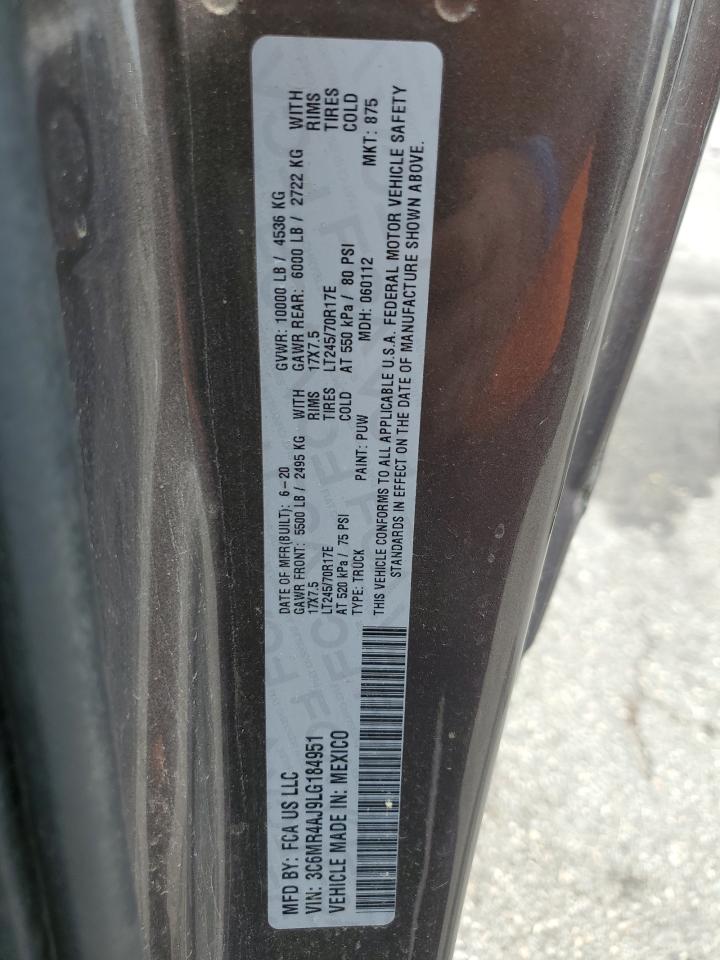 MFD BY: FCA US LLC
VIN: 3C6MR4AJ9LG184951
VEHICLE MADE IN: MEXICO
DATE OF MFR(BUILT): 6-20
GAWR FRONT: 5500 LB / 2495 KG WITH
17X7.5 RIMS
LT245/70R17E TIRES
AT 520 kPa / 75 PSI COLD
TYPE: TRUCK PAINT: PUW
GVWR: 10000 LB / 4536 KG
GAWR REAR: 6000 LB / 2722 KG WITH
17X7.5 RIMS
LT245/70R17E TIRES
AT 550 kPa / 80 PSI COLD
MDH: 060112 MKT: 875
THIS VEHICLE CONFORMS TO ALL APPLICABLE U.S.A. FEDERAL MOTOR VEHICLE SAFETY
STANDARDS IN EFFECT ON THE DATE OF MANUFACTURE SHOWN ABOVE.